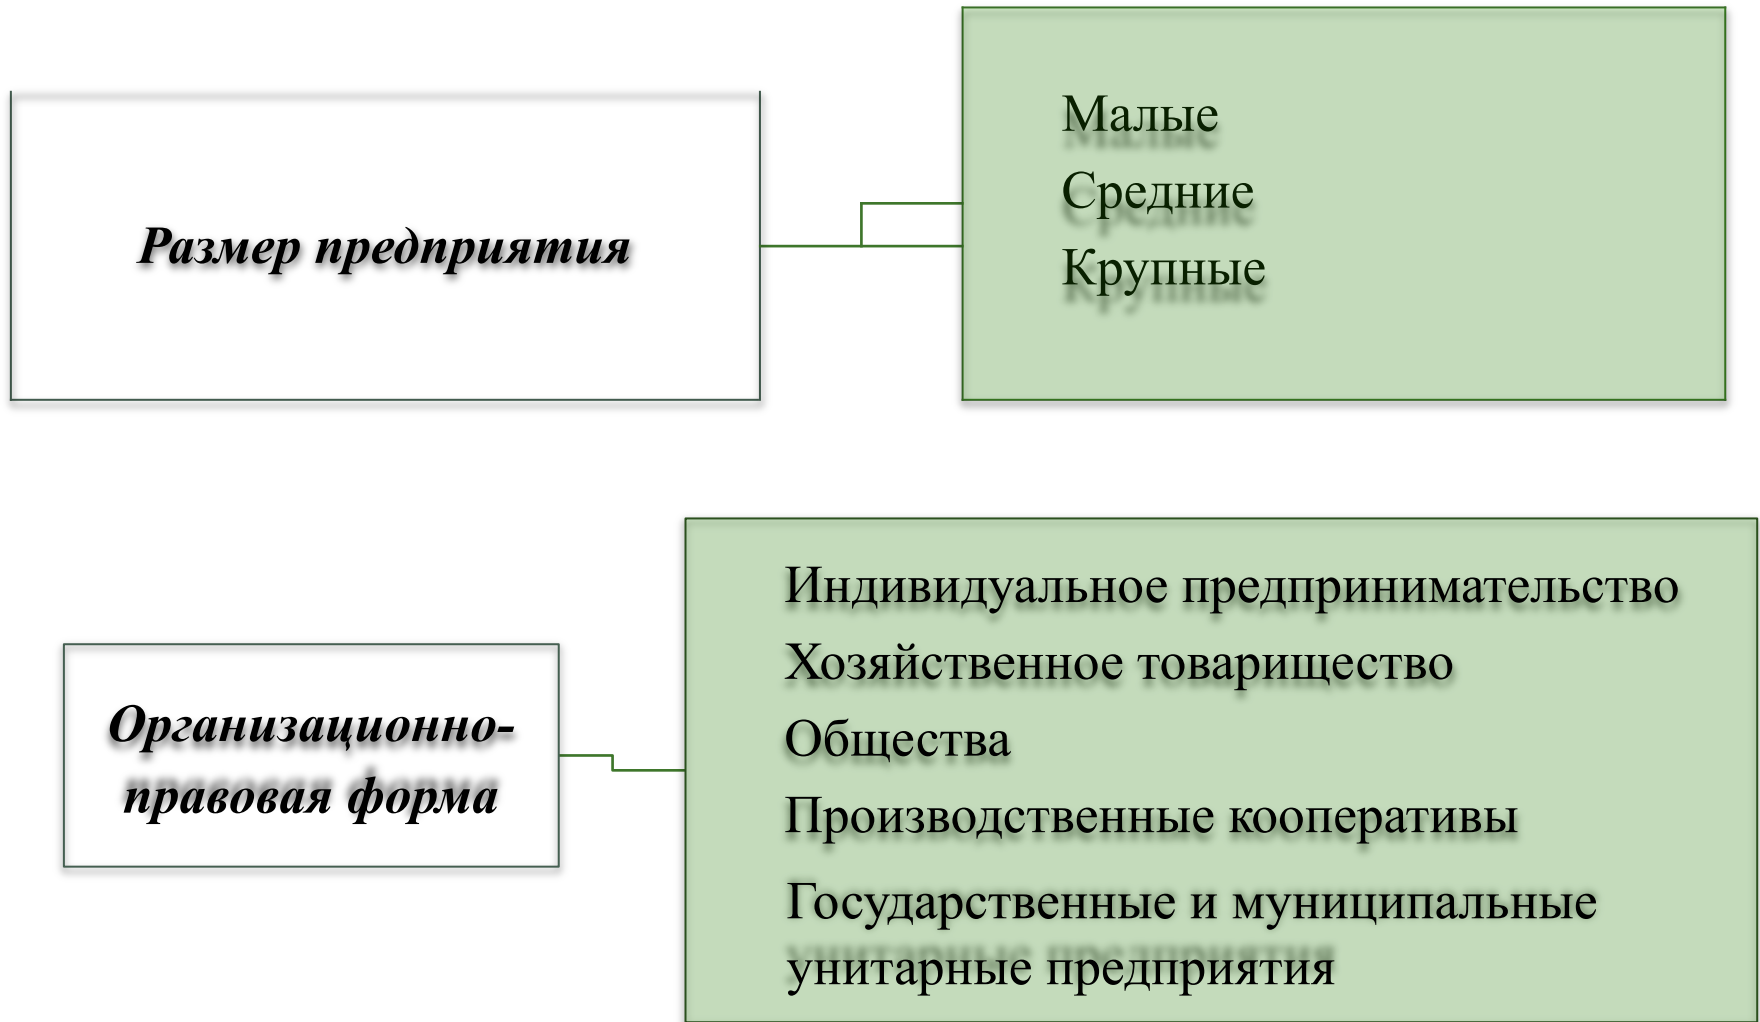 Размер предприятия
Малые
Средние
Крупные
Организационно-
правовая форма
Индивидуальное предпринимательство
Хозяйственное товарищество
Общества
Производственные кооперативы
Государственные и муниципальные
унитарные предприятия